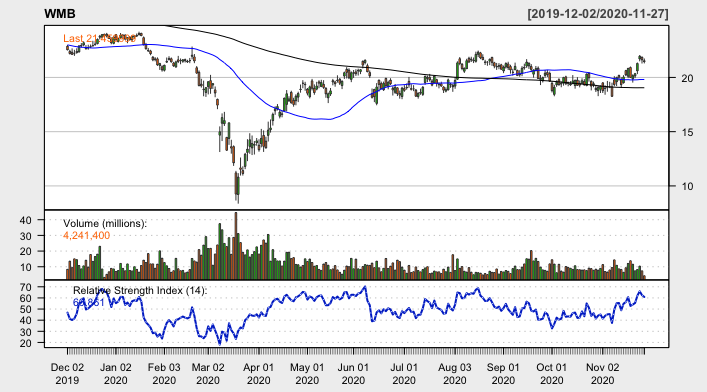 WMB [2019-12-02/2020-11-27]
Last
20
15
10
Volume (millions):
4,241,400
40
30
20
10
Relative Strength Index (14):
70
60
50
40
30
20
Dec 02 2019
Jan 02 2020
Feb 03 2020
Mar 02 2020
Apr 01 2020
May 01 2020
Jun 01 2020
Jul 01 2020
Aug 03 2020
Sep 01 2020
Oct 01 2020
Nov 02 2020